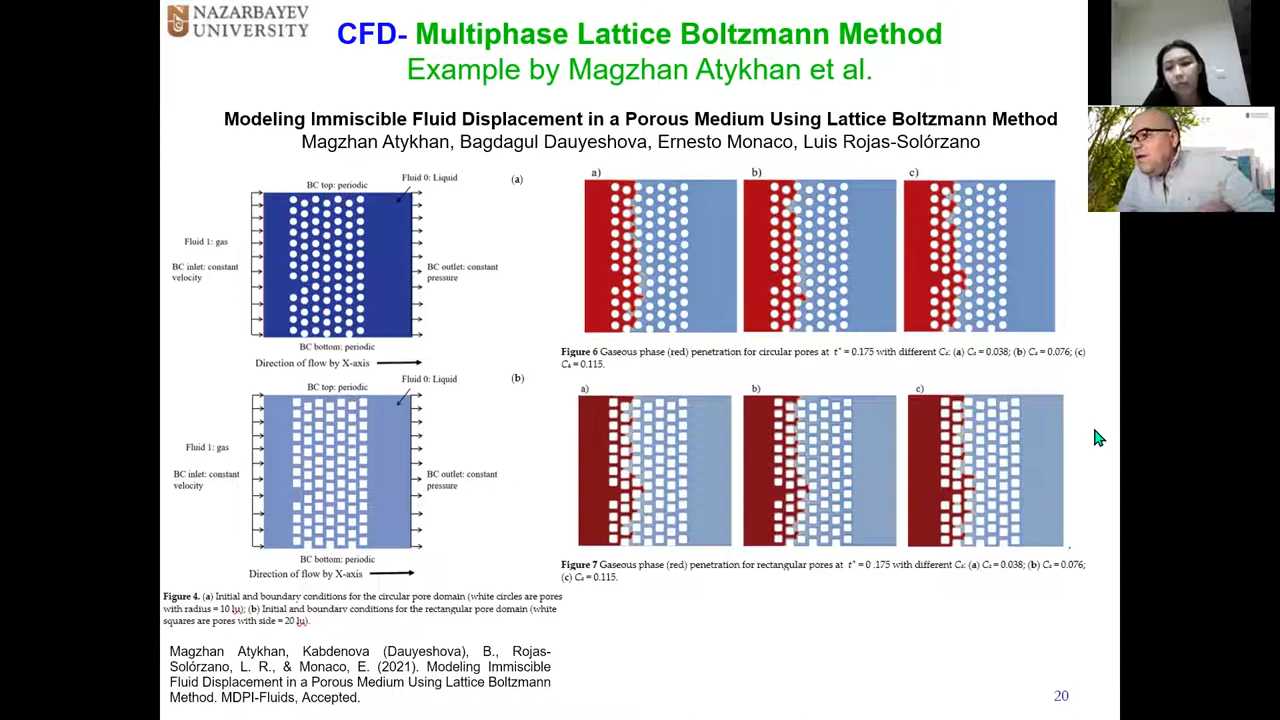 NAZARBAYEV
UNIVERSITY
CFD- Multiphase Lattice Boltzmann Method
Example by Magzhan Atykhan et al.
Modeling Immiscible Fluid Displacement in a Porous Medium Using Lattice Boltzmann Method
Magzhan Atykhan, Bagdagul Dauyeshova, Ernesto Monaco, Luis Rojas-Solórzano
Fluid 0: Liquid
(a)
BC top: periodic
Fluid 1: gas
BC inlet: constant
velocity
BC outlet: constant
pressure
BC bottom: periodic
Direction of flow by X-axis
Fluid 0: Liquid
(b)
BC top: periodic
Fluid 1: gas
BC inlet: constant
velocity
BC outlet: constant
pressure
BC bottom: periodic
Direction of flow by X-axis
Figure 4. (a) Initial and boundary conditions for the circular pore domain (white circles are pores
with radius = 10 lu); (b) Initial and boundary conditions for the rectangular pore domain (white
squares are pores with side = 20 lu).
a)
b)
c)
Figure 6 Gaseous phase (red) penetration for circular pores at t* = 0.175 with different Ca: (a) Ca = 0.038; (b) Ca = 0.076; (c)
Ca = 0.115.
a)
b)
c)
Figure 7 Gaseous phase (red) penetration for rectangular pores at t* = 0 .175 with different Ca: (a) Ca = 0.038; (b) Ca = 0.076;
(c) Ca = 0.115.
Magzhan Atykhan, Kabdenova (Dauyeshova), B., Rojas-
Solórzano, L. R., & Monaco, E. (2021). Modeling Immiscible
Fluid Displacement in a Porous Medium Using Lattice Boltzmann
Method. MDPI-Fluids, Accepted.
20